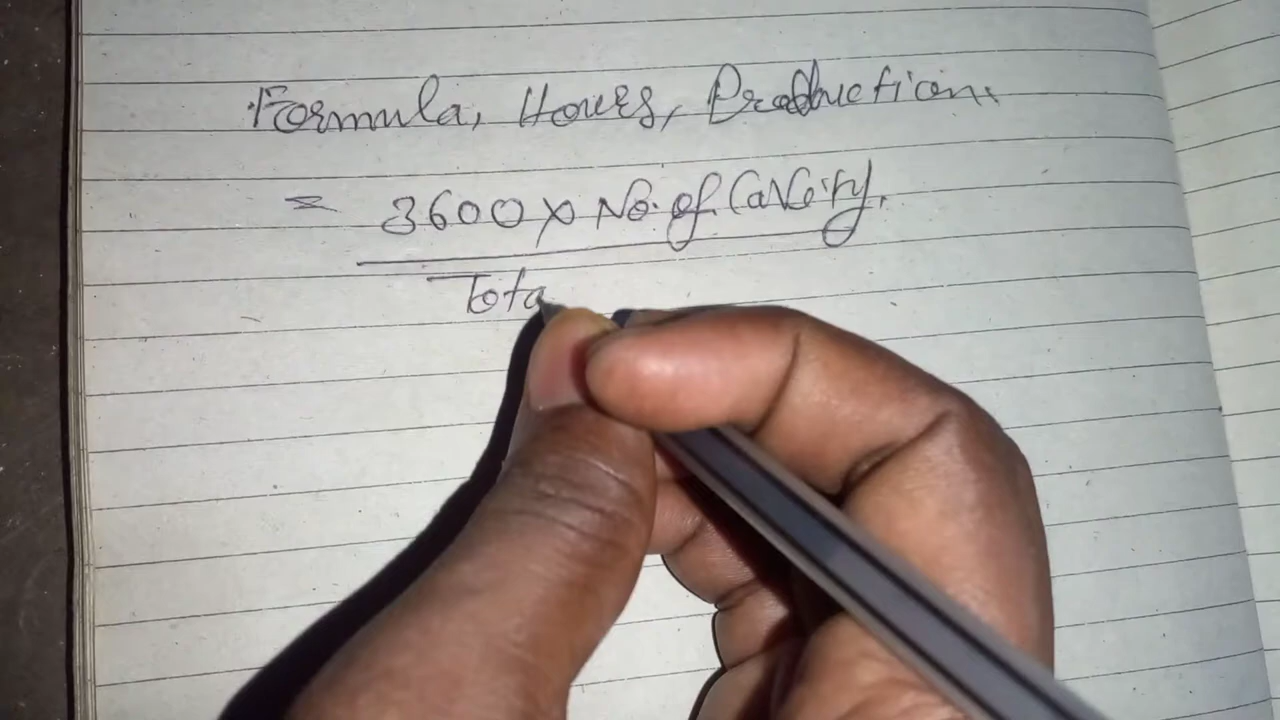 Formula, Hours, Production.
= 3600 x No. of Cavity.
Tota